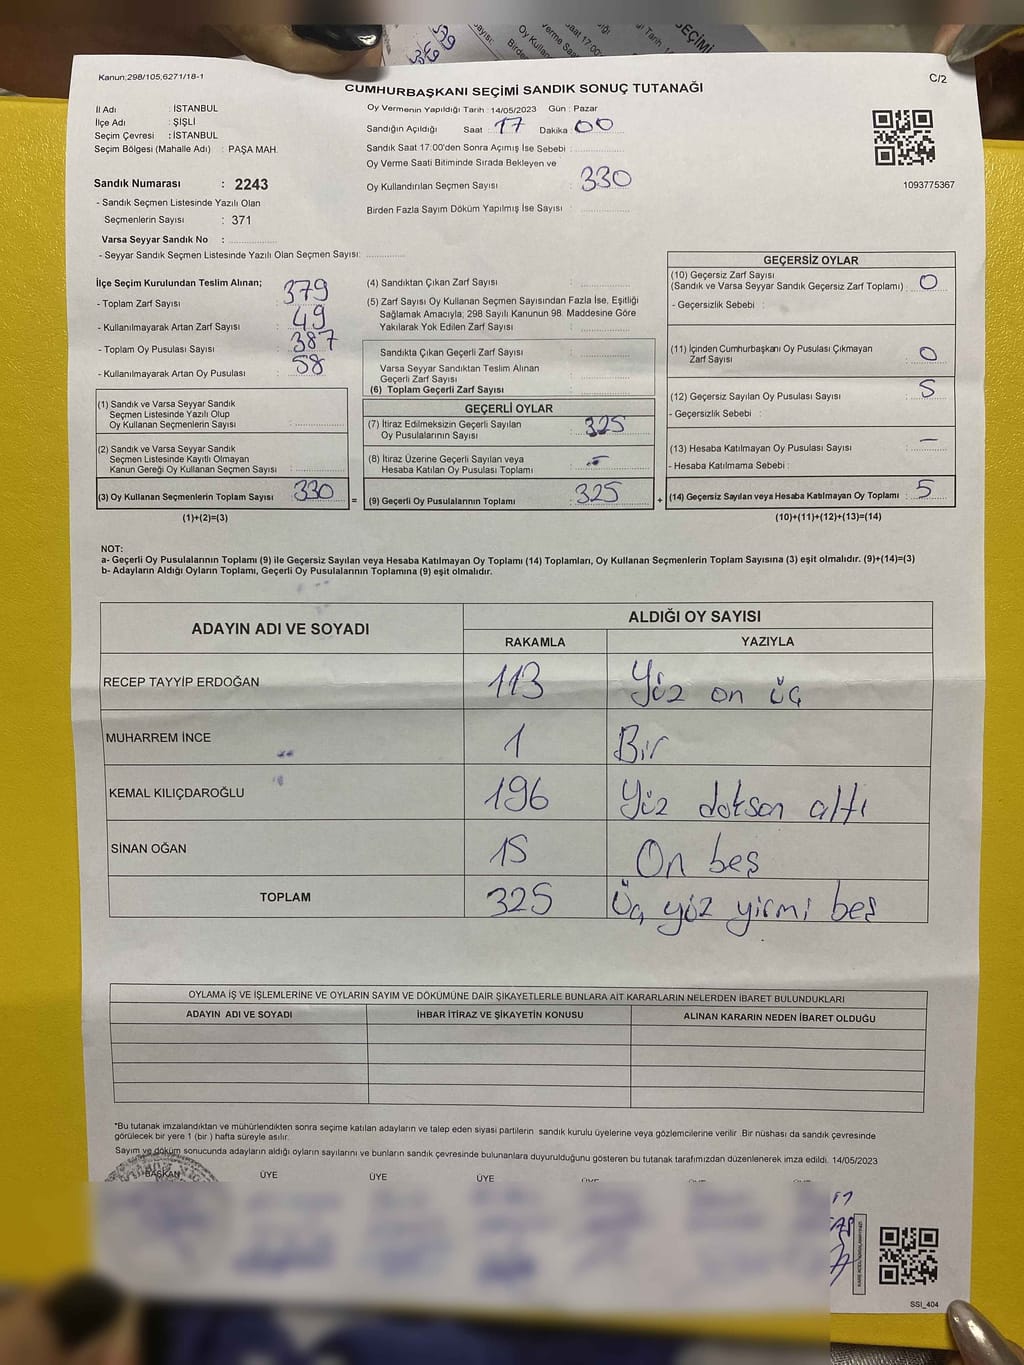 Kanun;298/105,6271/18-1
C/2
CUMHURBAŞKANI SEÇİMİ SANDIK SONUÇ TUTANAĞI
İl Adı : İSTANBUL
İlçe Adı : ŞİŞLİ
Seçim Çevresi : İSTANBUL
Seçim Bölgesi (Mahalle Adı) : PAŞA MAH.
Sandık Numarası : 2243
- Sandık Seçmen Listesinde Yazılı Olan
Seçmenlerin Sayısı : 371
Varsa Seyyar Sandık No :
- Seyyar Sandık Seçmen Listesinde Yazılı Olan Seçmen Sayısı:
Oy Vermenin Yapıldığı Tarih : 14/05/2023 Gün : Pazar
Sandığın Açıldığı Saat : 17 Dakika : 00
Sandık Saat 17:00'den Sonra Açımış İse Sebebi :
Oy Verme Saati Bitiminde Sırada Bekleyen ve
Oy Kullandırılan Seçmen Sayısı : 330
Birden Fazla Sayım Döküm Yapılmış İse Sayısı :
1093775367
İlçe Seçim Kurulundan Teslim Alınan;
- Toplam Zarf Sayısı : 379
- Kullanılmayarak Artan Zarf Sayısı : 49
- Toplam Oy Pusulası Sayısı : 387
- Kullanılmayarak Artan Oy Pusulası : 58
(1) Sandık ve Varsa Seyyar Sandık
Seçmen Listesinde Yazılı Olup
Oy Kullanan Seçmenlerin Sayısı :
(2) Sandık ve Varsa Seyyar Sandık
Seçmen Listesinde Kayıtlı Olmayan
Kanun Gereği Oy Kullanan Seçmen Sayısı :
(3) Oy Kullanan Seçmenlerin Toplam Sayısı : 330
(1)+(2)=(3)
=
(4) Sandıktan Çıkan Zarf Sayısı :
(5) Zarf Sayısı Oy Kullanan Seçmen Sayısından Fazla İse, Eşitliği
Sağlamak Amacıyla; 298 Sayılı Kanunun 98. Maddesine Göre
Yakılarak Yok Edilen Zarf Sayısı :
Sandıkta Çıkan Geçerli Zarf Sayısı :
Varsa Seyyar Sandıktan Teslim Alınan
Geçerli Zarf Sayısı :
(6) Toplam Geçerli Zarf Sayısı :
GEÇERLİ OYLAR
(7) İtiraz Edilmeksizin Geçerli Sayılan
Oy Pusulalarının Sayısı : 325
(8) İtiraz Üzerine Geçerli Sayılan veya
Hesaba Katılan Oy Pusulası Toplamı :
(9) Geçerli Oy Pusulalarının Toplamı : 325
+
GEÇERSİZ OYLAR
(10) Geçersiz Zarf Sayısı
(Sandık ve Varsa Seyyar Sandık Geçersiz Zarf Toplamı) : 0
- Geçersizlik Sebebi :
(11) İçinden Cumhurbaşkanı Oy Pusulası Çıkmayan
Zarf Sayısı : 0
(12) Geçersiz Sayılan Oy Pusulası Sayısı : 5
- Geçersizlik Sebebi :
(13) Hesaba Katılmayan Oy Pusulası Sayısı : —
- Hesaba Katılmama Sebebi :
(14) Geçersiz Sayılan veya Hesaba Katılmayan Oy Toplamı : 5
(10)+(11)+(12)+(13)=(14)
NOT:
a- Geçerli Oy Pusulalarının Toplamı (9) ile Geçersiz Sayılan veya Hesaba Katılmayan Oy Toplamı (14) Toplamları, Oy Kullanan Seçmenlerin Toplam Sayısına (3) eşit olmalıdır. (9)+(14)=(3)
b- Adayların Aldığı Oyların Toplamı, Geçerli Oy Pusulalarının Toplamına (9) eşit olmalıdır.
ADAYIN ADI VE SOYADI
ALDIĞI OY SAYISI
RAKAMLA YAZIYLA
RECEP TAYYİP ERDOĞAN 113 Yüz on üç
MUHARREM İNCE 1 Bir
KEMAL KILIÇDAROĞLU 196 Yüz doksan altı
SİNAN OĞAN 15 On beş
TOPLAM 325 Üç yüz yirmi beş
OYLAMA İŞ VE İŞLEMLERİNE VE OYLARIN SAYIM VE DÖKÜMÜNE DAİR ŞİKAYETLERLE BUNLARA AİT KARARLARIN NELERDEN İBARET BULUNDUKLARI
ADAYIN ADI VE SOYADI İHBAR İTİRAZ VE ŞİKAYETİN KONUSU ALINAN KARARIN NEDEN İBARET OLDUĞU
*Bu tutanak imzalandıktan ve mühürlendikten sonra seçime katılan adayların ve talep eden siyasi partilerin sandık kurulu üyelerine veya gözlemcilerine verilir. Bir nüshası da sandık çevresinde
görülecek bir yere 1 (bir ) hafta süreyle asılır.
Sayım ve döküm sonucunda adayların aldığı oyların sayılarını ve bunların sandık çevresinde bulunanlara duyurulduğunu gösteren bu tutanak tarafımızdan düzenlenerek imza edildi. 14/05/2023
BAŞKAN ÜYE ÜYE ÜYE
SSİ_404